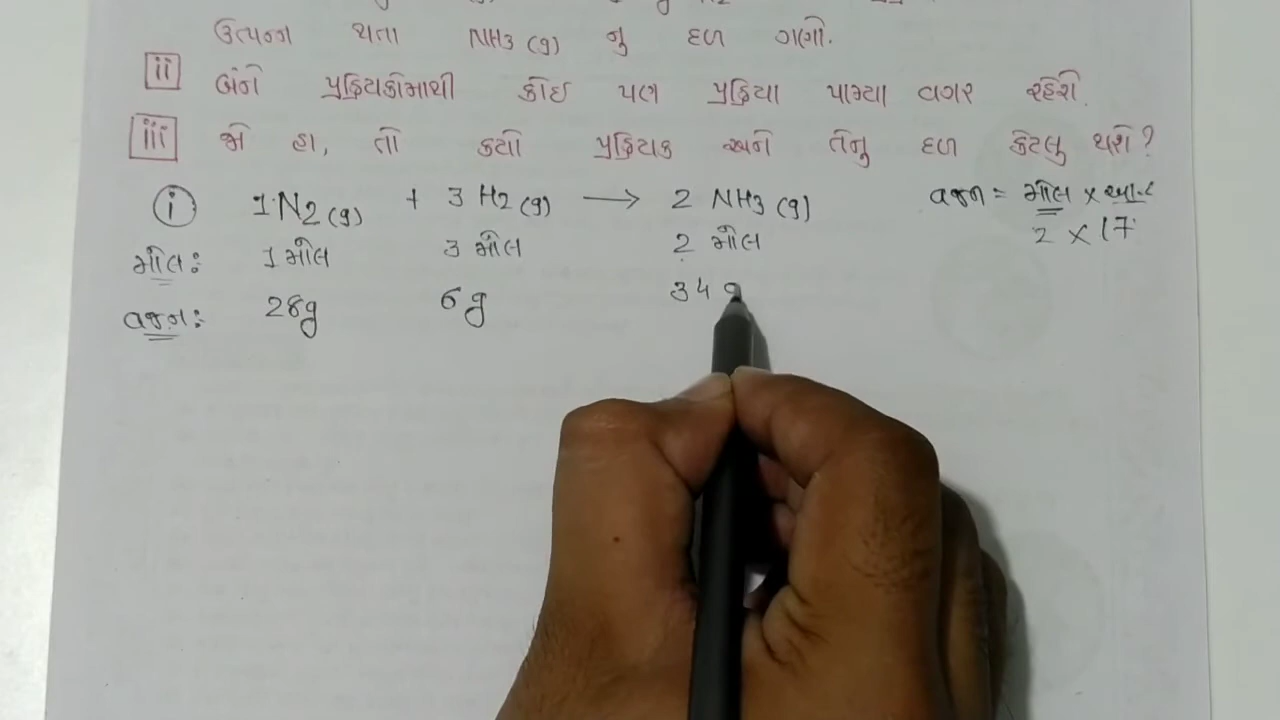 ઉત્પન્ન થતા NH3 (g) નુ દળ ગણો.
ii બંને પ્રક્રિયકોમાથી કોઈ પણ પ્રક્રિયા પામ્યા વગર રહેશે.
iii જો હા, તો કયો પ્રક્રિયક અને તેનુ દળ કેટલુ થશે?
i 1 N2 (g) + 3 H2 (g) → 2 NH3 (g) વજન = મોલ × આ.
મોલ: 1 મોલ 3 મોલ 2 મોલ 2 × 17
વજન: 28g 6g 34